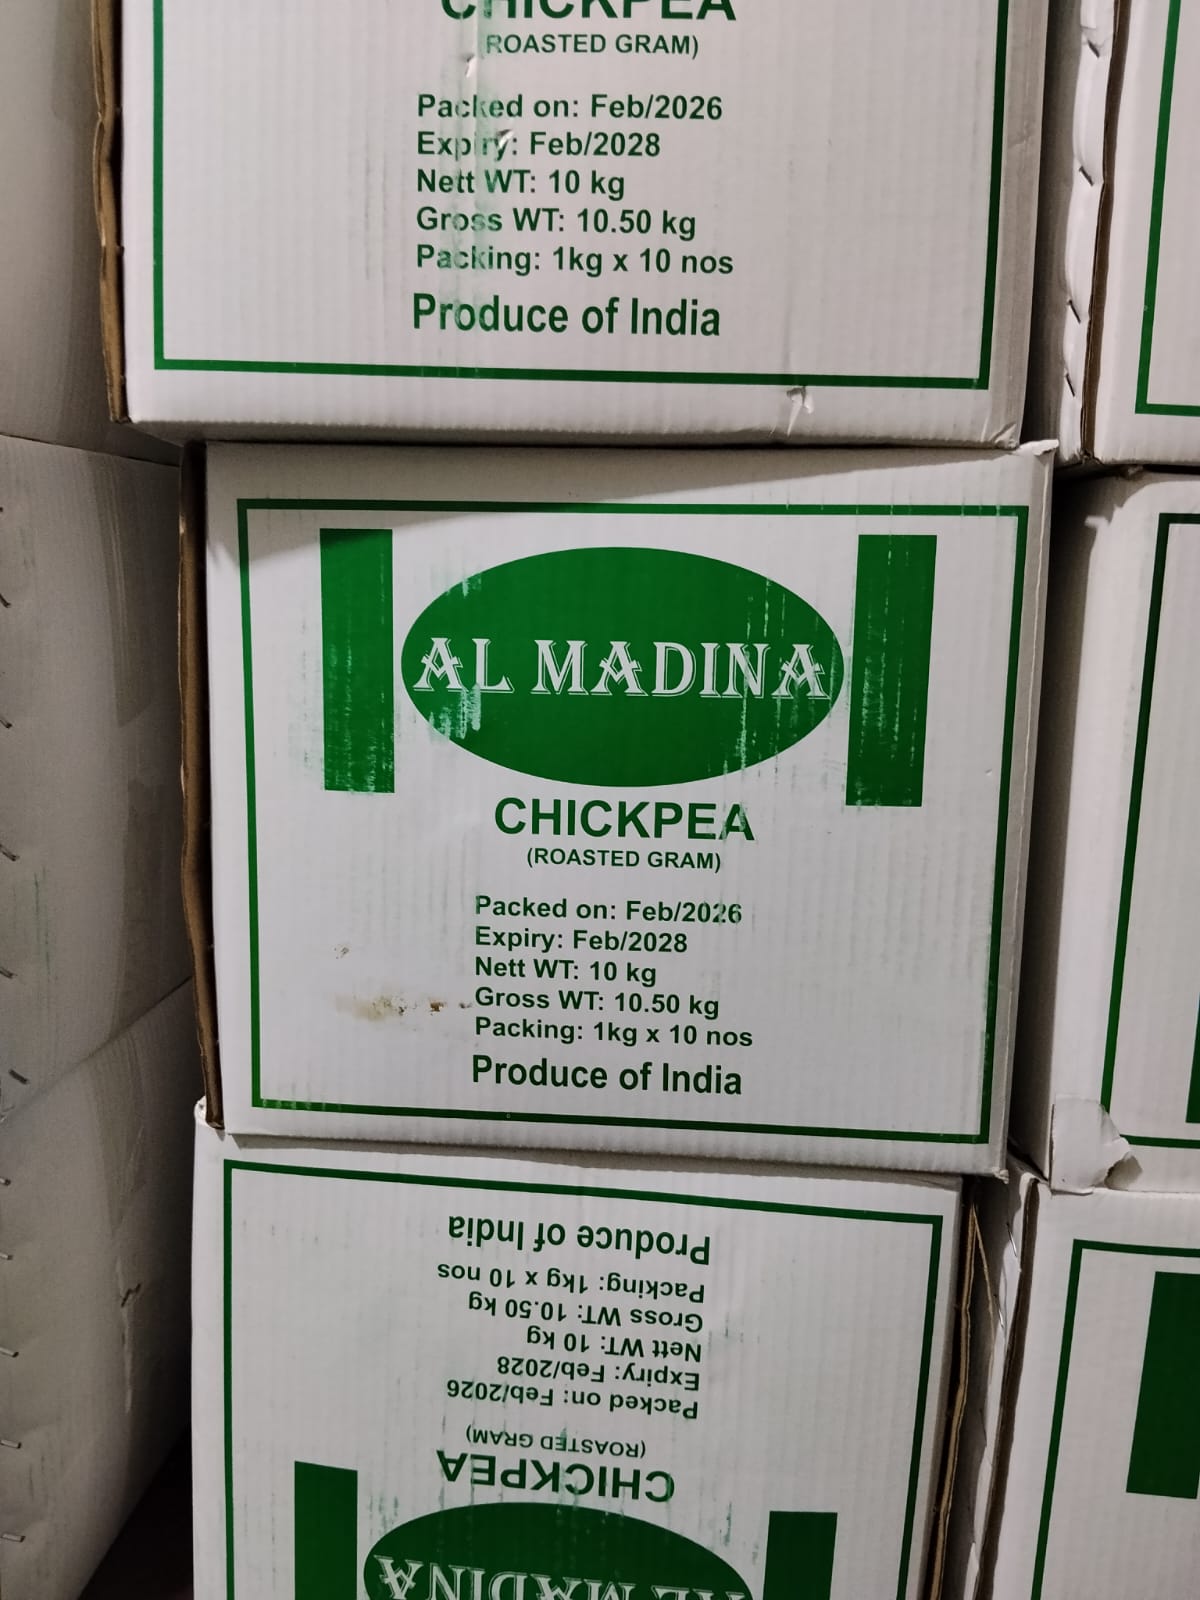 CHICKPEA
(ROASTED GRAM)
Packed on: Feb/2026
Expiry: Feb/2028
Nett WT: 10 kg
Gross WT: 10.50 kg
Packing: 1kg x 10 nos
Produce of India
AL MADINA
CHICKPEA
(ROASTED GRAM)
Packed on: Feb/2026
Expiry: Feb/2028
Nett WT: 10 kg
Gross WT: 10.50 kg
Packing: 1kg x 10 nos
Produce of India
AL MADINA
CHICKPEA
(ROASTED GRAM)
Packed on: Feb/2026
Expiry: Feb/2028
Nett WT: 10 kg
Gross WT: 10.50 kg
Packing: 1kg x 10 nos
Produce of India